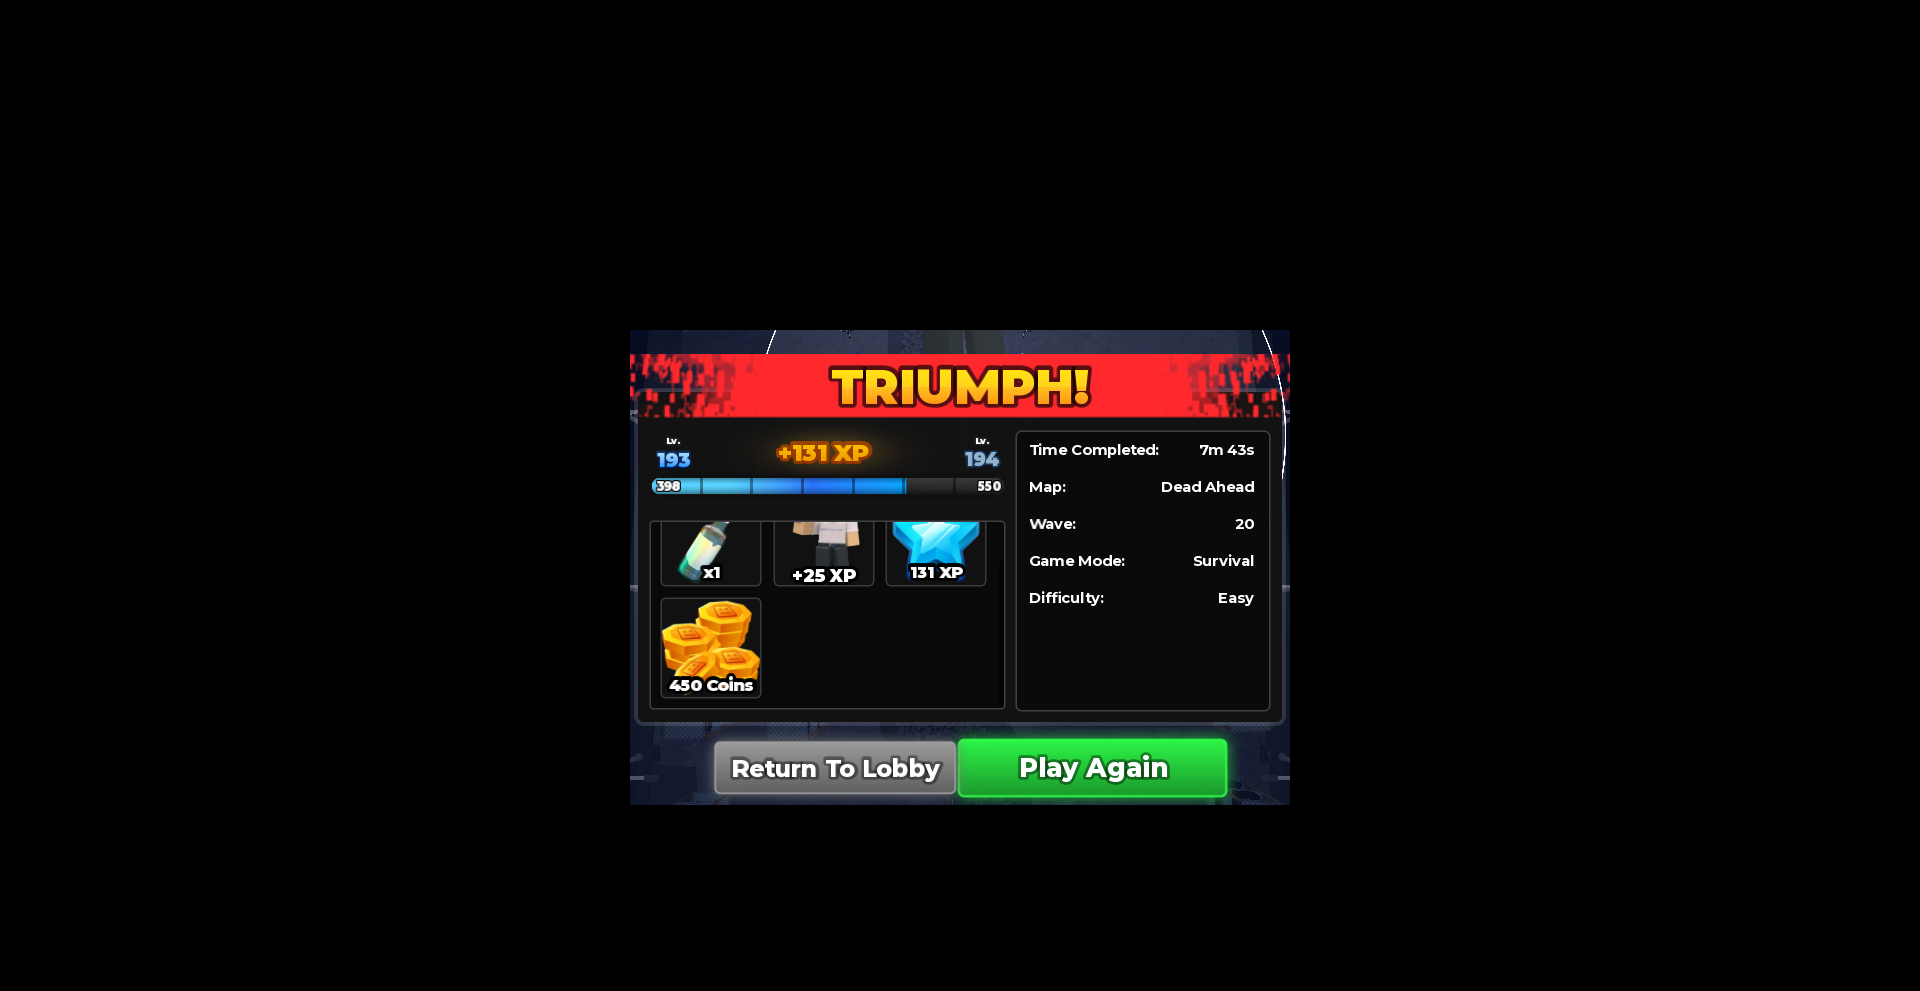 TRIUMPH!
Lv.
193
+131 XP
Lv.
194
398
550
x1
+25 XP
131 XP
450 Coins
Time Completed: 7m 43s
Map: Dead Ahead
Wave: 20
Game Mode: Survival
Difficulty: Easy
Return To Lobby
Play Again